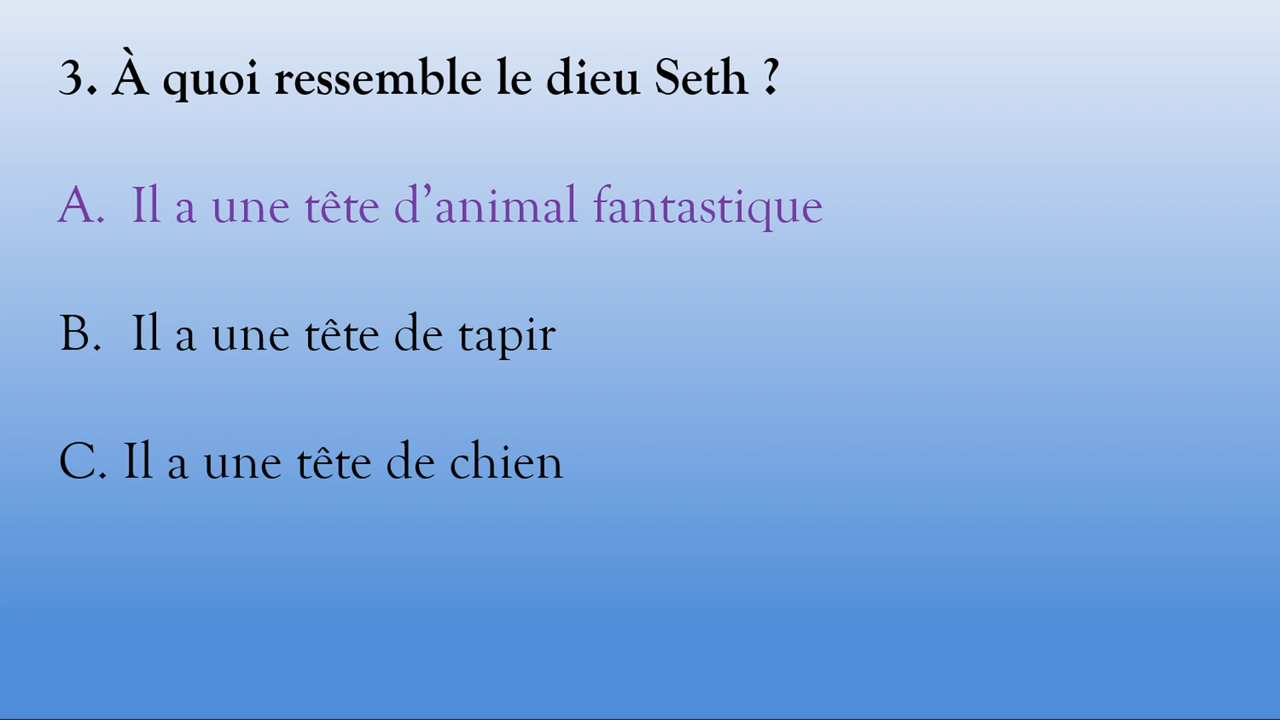 3. À quoi ressemble le dieu Seth ?
A. Il a une tête d’animal fantastique
B. Il a une tête de tapir
C. Il a une tête de chien